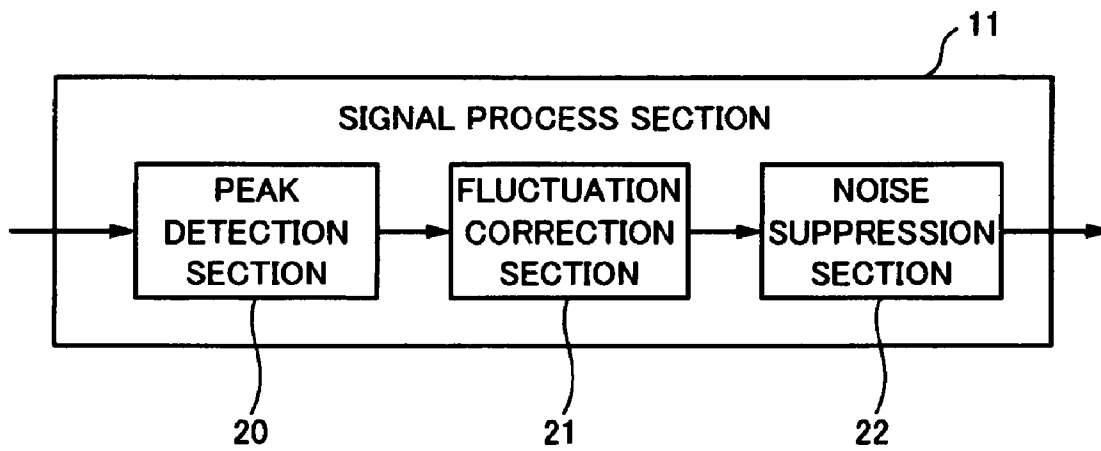 11
SIGNAL PROCESS SECTION
PEAK
DETECTION
SECTION
FLUCTUATION
CORRECTION
SECTION
NOISE
SUPPRESSION
SECTION
20
21
22